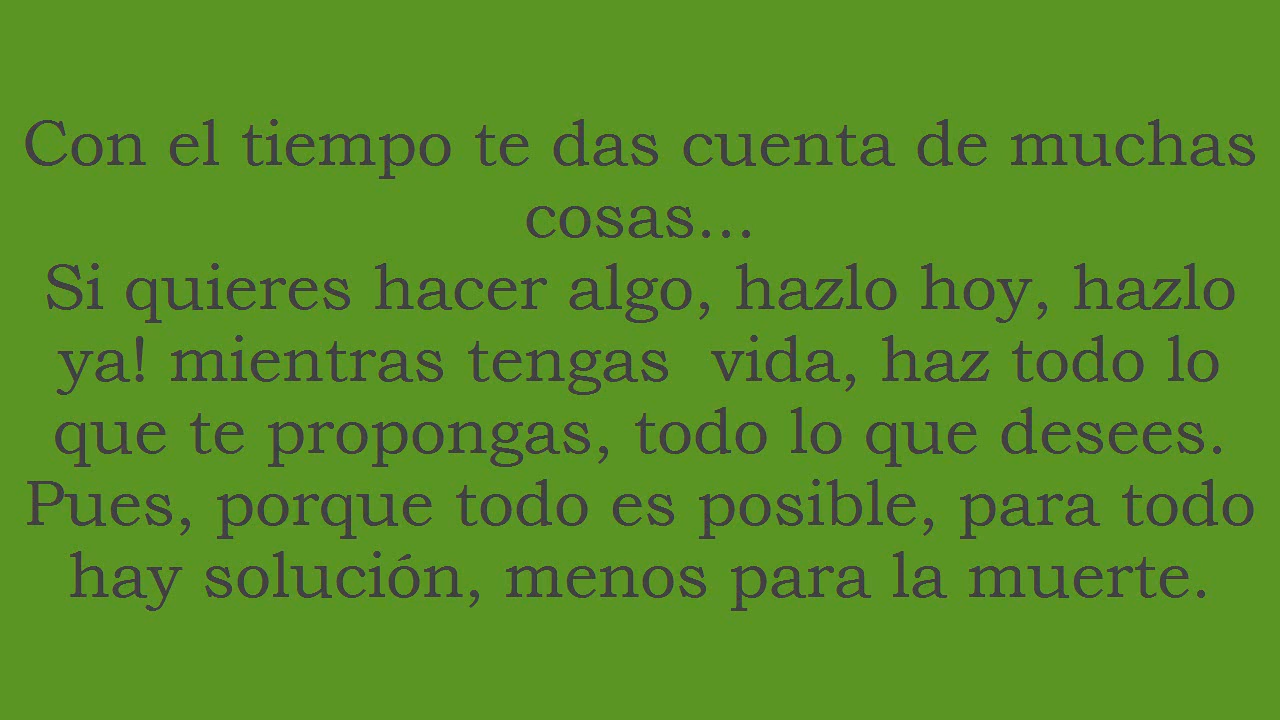 Con el tiempo te das cuenta de muchas
cosas...
Si quieres hacer algo, hazlo hoy, hazlo
ya! mientras tengas  vida, haz todo lo
que te propongas, todo lo que desees.
Pues, porque todo es posible, para todo
hay solución, menos para la muerte.